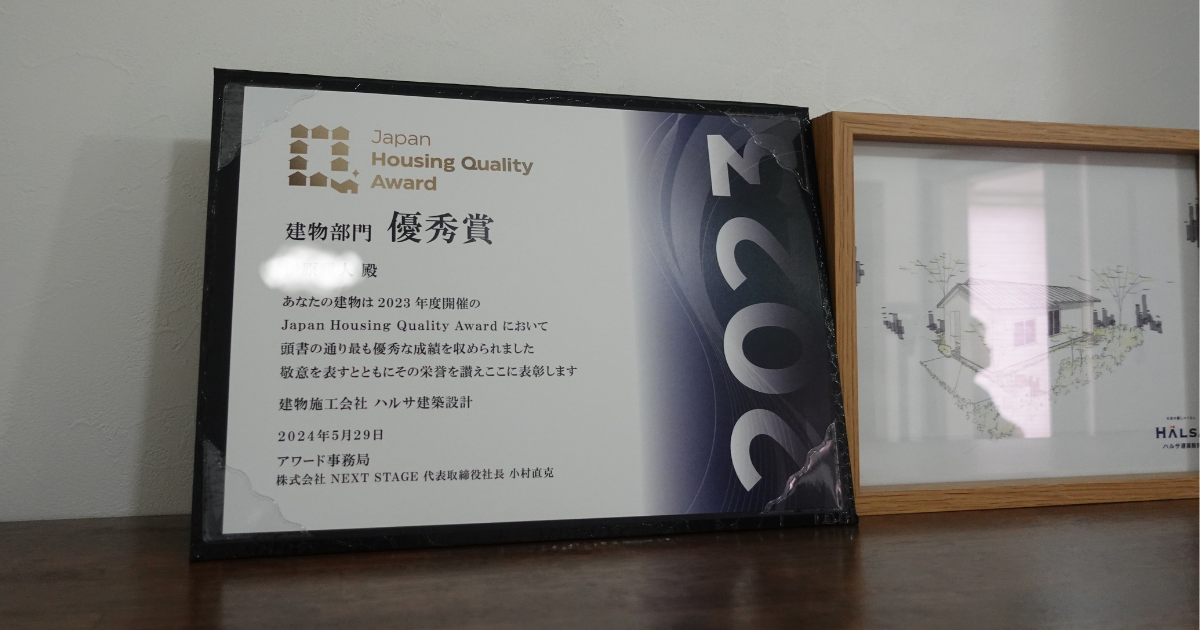 Japan
Housing Quality
Award
建物部門 優秀賞
殿
あなたの建物は 2023 年度開催の
Japan Housing Quality Award において
頭書の通り最も優秀な成績を収められました
敬意を表すとともにその栄誉を讃えここに表彰します
建物施工会社 ハルサ建築設計
2024年5月29日
アワード事務局
株式会社 NEXT STAGE 代表取締役社長 小村直克
2023
HALS